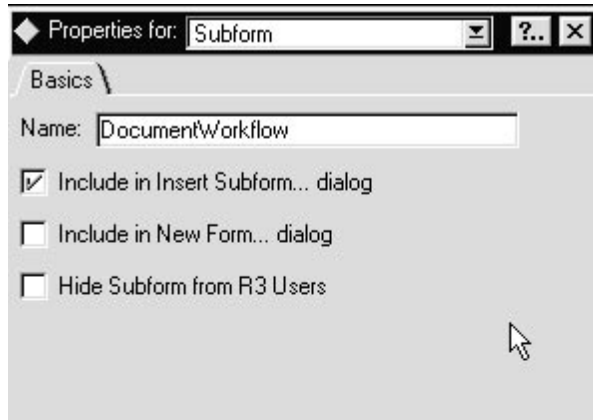 Properties for: Subform ?..
Basics
Name: DocumentWorkflow
Include in Insert Subform... dialog
Include in New Form... dialog
Hide Subform from R3 Users